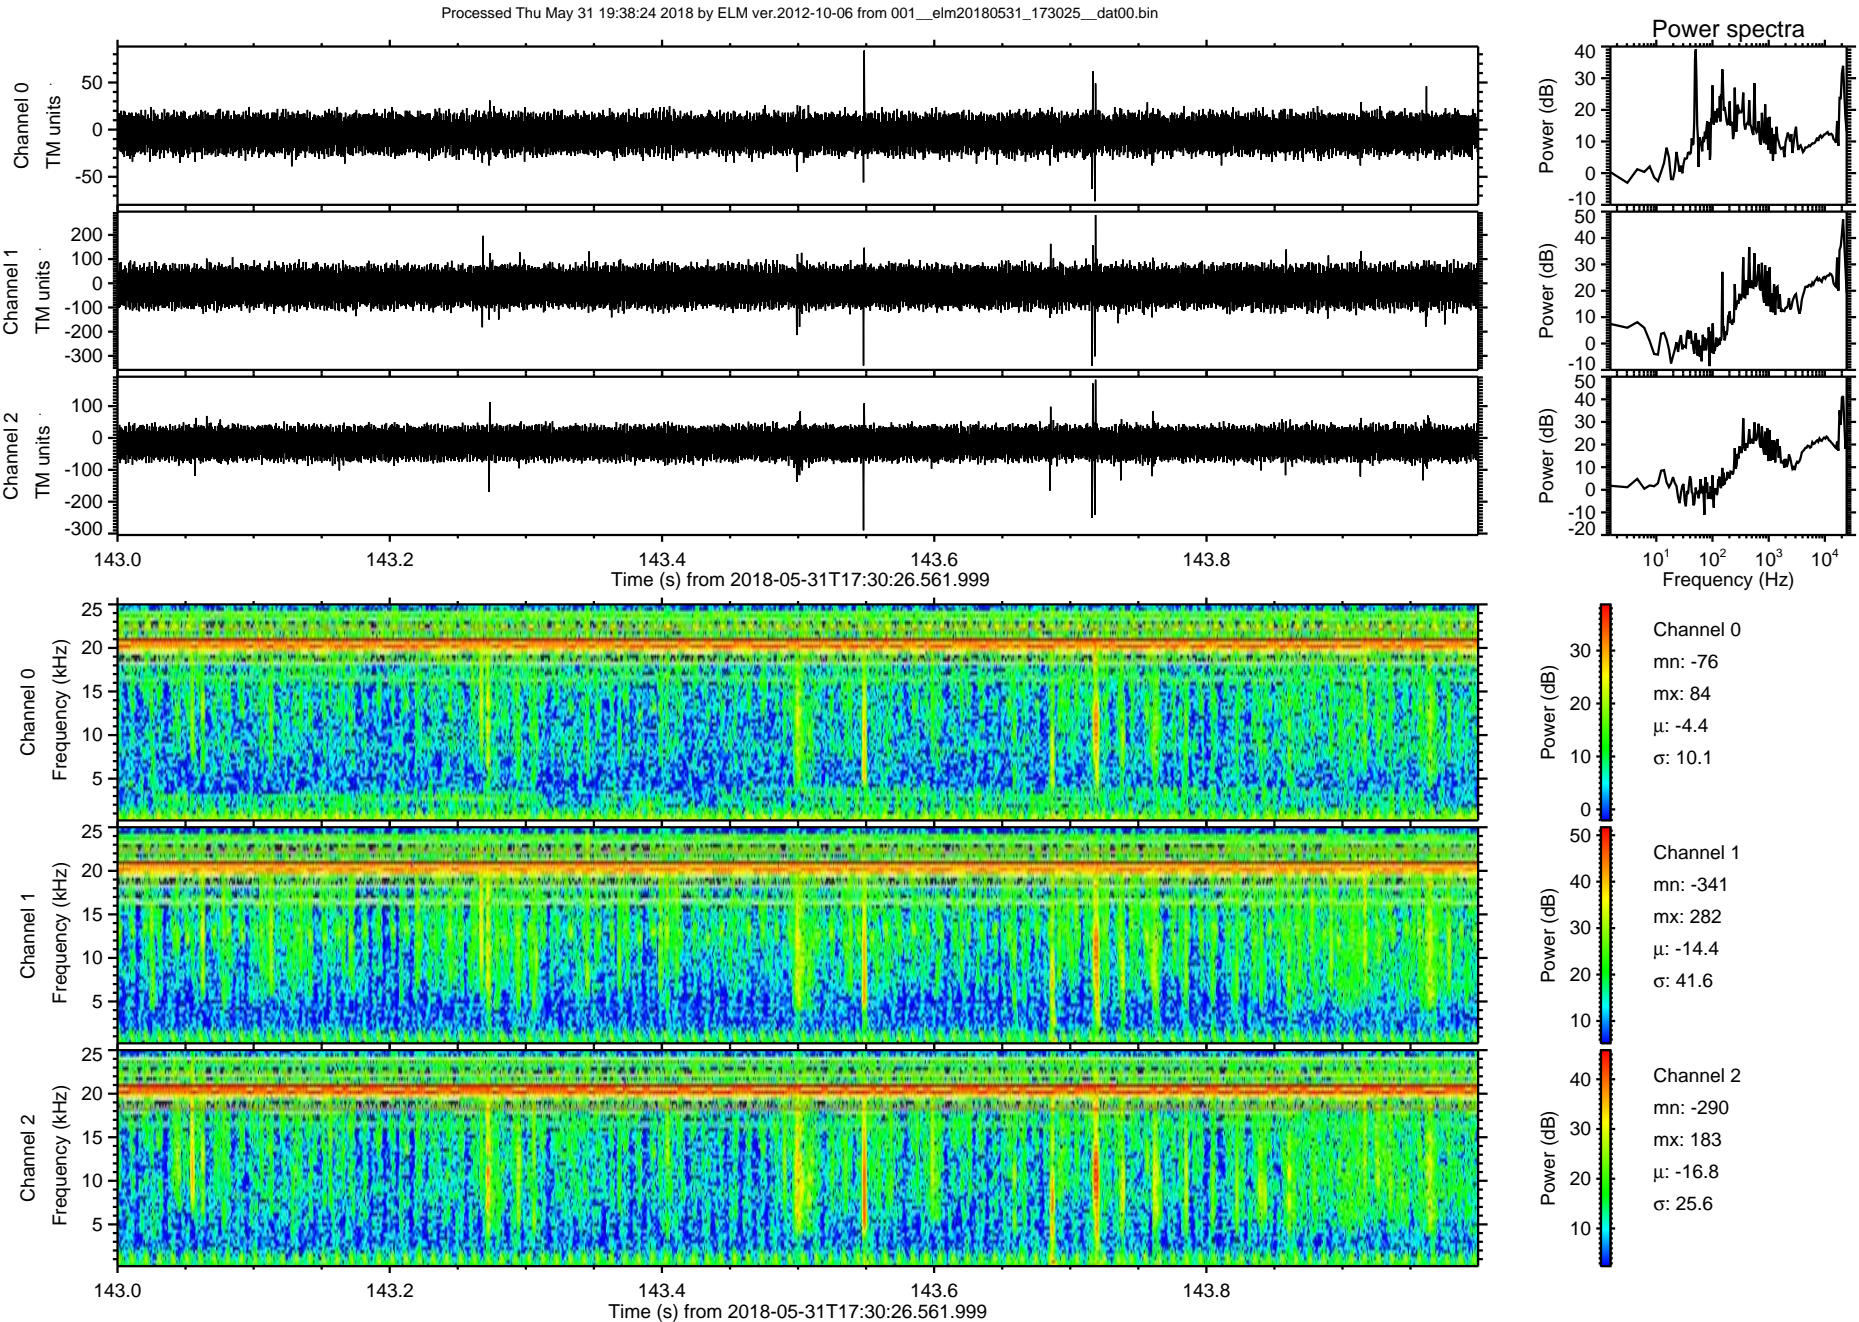 Processed Thu May 31 19:38:24 2018 by ELM ver.2012-10-06 from 001__elm20180531_173025__dat00.bin
Power spectra
Channel 0
TM units
50
0
-50
Power (dB)
40
30
20
10
0
-10
Channel 1
TM units
200
100
0
-100
-200
-300
Power (dB)
50
40
30
20
10
0
-10
Channel 2
TM units
100
0
-100
-200
-300
Power (dB)
50
40
30
20
10
0
-10
-20
143.0 143.2 143.4 143.6 143.8
Time (s) from 2018-05-31T17:30:26.561.999
10¹ 10² 10³ 10⁴
Frequency (Hz)
Channel 0
Frequency (kHz)
25
20
15
10
5
Power (dB)
30
20
10
0
Channel 0
mn: -76
mx: 84
µ: -4.4
σ: 10.1
Channel 1
Frequency (kHz)
25
20
15
10
5
Power (dB)
50
40
30
20
10
Channel 1
mn: -341
mx: 282
µ: -14.4
σ: 41.6
Channel 2
Frequency (kHz)
25
20
15
10
5
Power (dB)
40
30
20
10
Channel 2
mn: -290
mx: 183
µ: -16.8
σ: 25.6
143.0 143.2 143.4 143.6 143.8
Time (s) from 2018-05-31T17:30:26.561.999